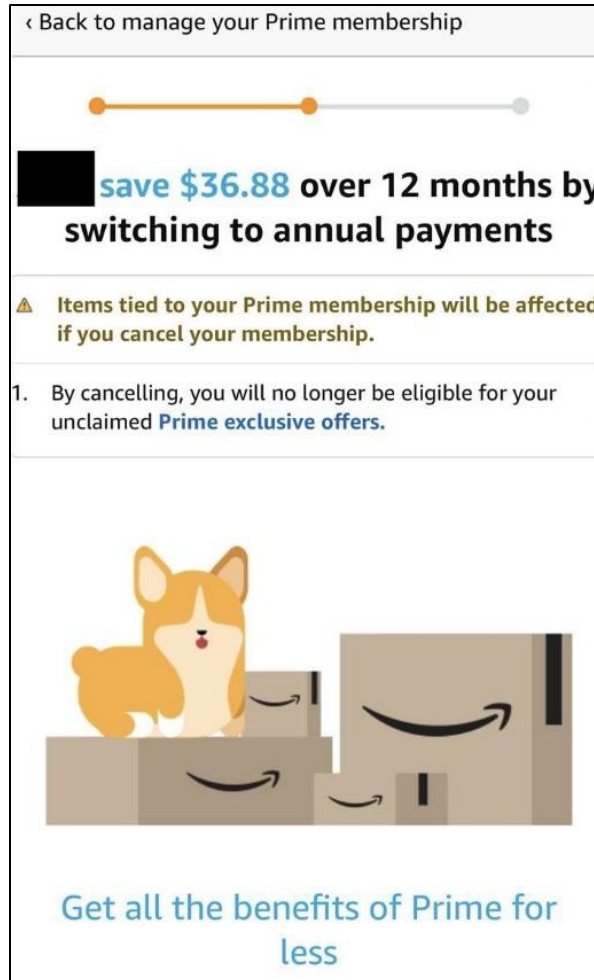 ‹ Back to manage your Prime membership
save $36.88 over 12 months by
switching to annual payments
Items tied to your Prime membership will be affected
if you cancel your membership.
1. By cancelling, you will no longer be eligible for your
unclaimed Prime exclusive offers.
Get all the benefits of Prime for
less